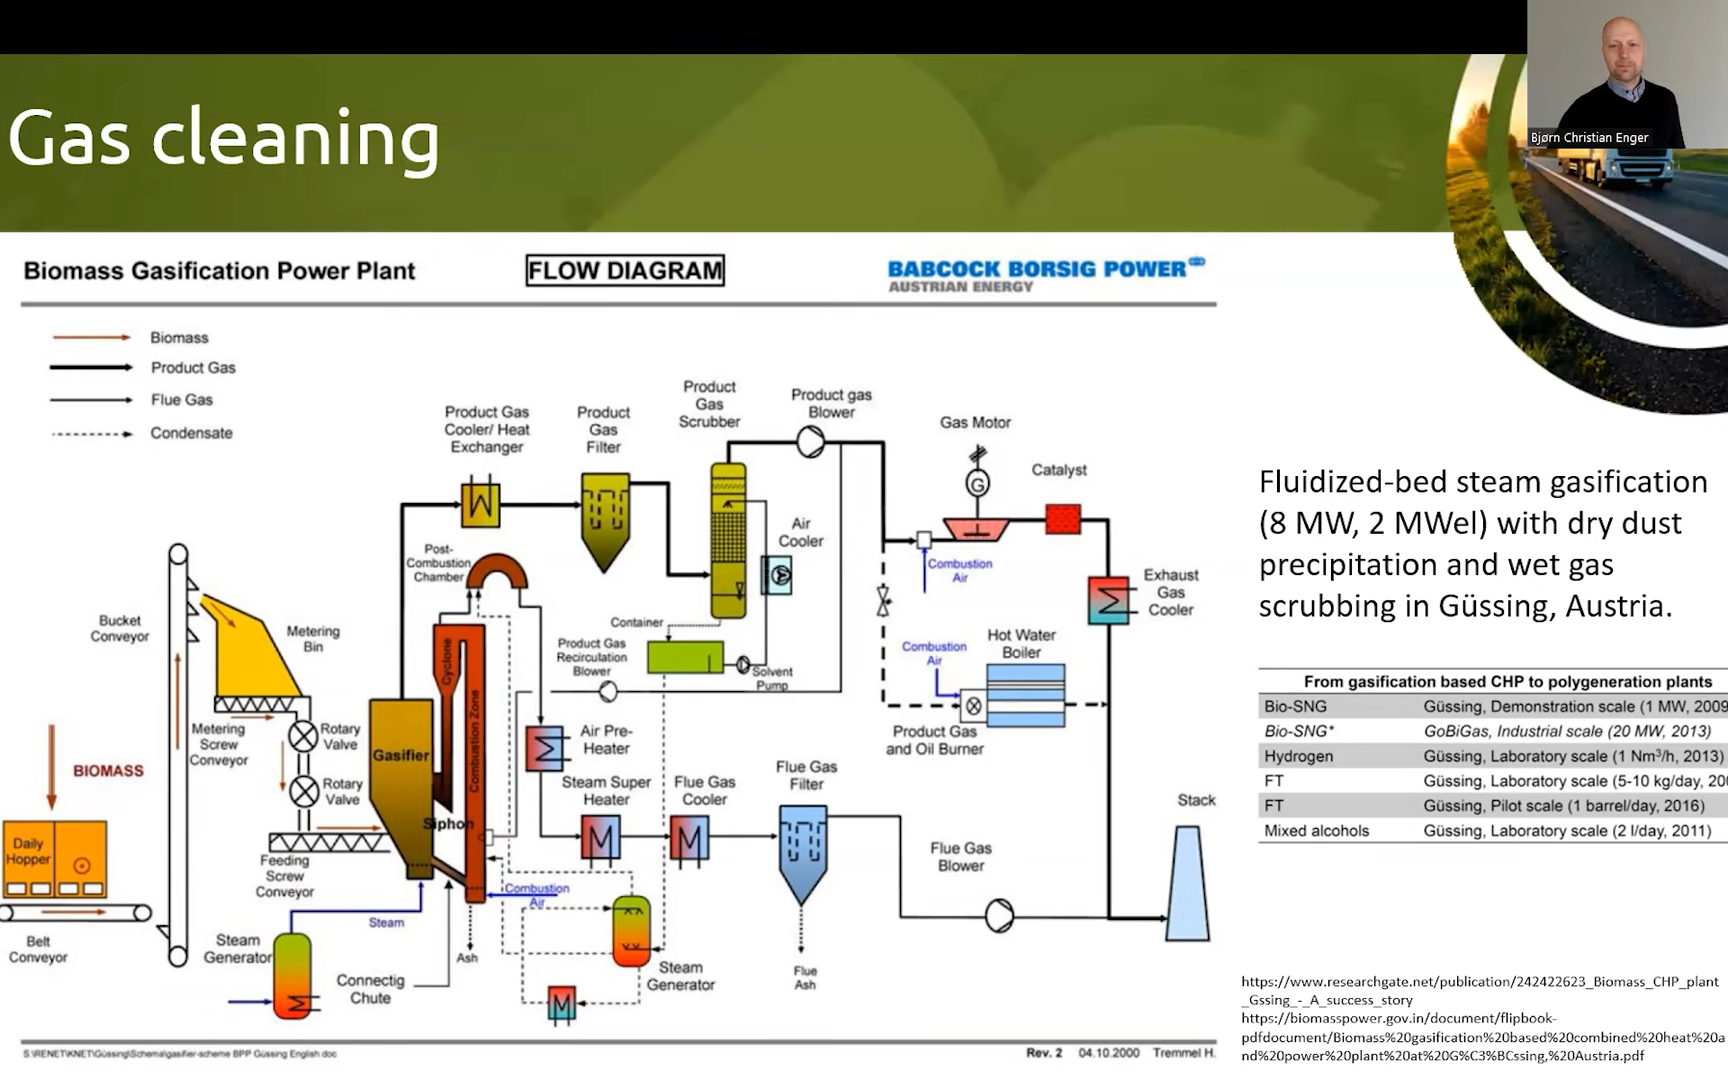 Bjørn Christian Enger
Gas cleaning
Biomass Gasification Power Plant
FLOW DIAGRAM
BABCOCK BORSIG POWER
AUSTRIAN ENERGY
Biomass
Product Gas
Flue Gas
Condensate
Product Gas
Cooler/ Heat
Exchanger
Product
Gas
Filter
Product
Gas
Scrubber
Product gas
Blower
Gas Motor
G
Catalyst
Air
Cooler
Combustion
Air
Exhaust
Gas
Cooler
Post-
Combustion
Chamber
Container
Solvent
Pump
Product Gas
Recirculation
Blower
Combustion
Air
Hot Water
Boiler
Product Gas
and Oil Burner
Bucket
Conveyor
Metering
Bin
Metering
Screw
Conveyor
Rotary
Valve
Rotary
Valve
BIOMASS
Daily
Hopper
Belt
Conveyor
Feeding
Screw
Conveyor
Gasifier
Cyclone
Combustion Zone
Siphon
Air Pre-
Heater
Steam Super
Heater
Flue Gas
Cooler
Flue Gas
Filter
Flue Gas
Blower
Stack
Combustion
Air
Steam
Steam
Generator
Connectig
Chute
Ash
Steam
Generator
Flue
Ash
S:\RENET\KNET\Güssing\Schema\gasifier-scheme BPP Güssing English.doc
Rev. 2 04.10.2000 Tremmel H.
Fluidized-bed steam gasification
(8 MW, 2 MWel) with dry dust
precipitation and wet gas
scrubbing in Güssing, Austria.
From gasification based CHP to polygeneration plants
Bio-SNG Güssing, Demonstration scale (1 MW, 2009
Bio-SNG* GoBiGas, Industrial scale (20 MW, 2013)
Hydrogen Güssing, Laboratory scale (1 Nm³/h, 2013)
FT Güssing, Laboratory scale (5-10 kg/day, 20
FT Güssing, Pilot scale (1 barrel/day, 2016)
Mixed alcohols Güssing, Laboratory scale (2 l/day, 2011)
https://www.researchgate.net/publication/242422623_Biomass_CHP_plant
_Gssing_-_A_success_story
https://biomasspower.gov.in/document/flipbook-
pdfdocument/Biomass%20gasification%20based%20combined%20heat%20a
nd%20power%20plant%20at%20G%C3%BCssing,%20Austria.pdf